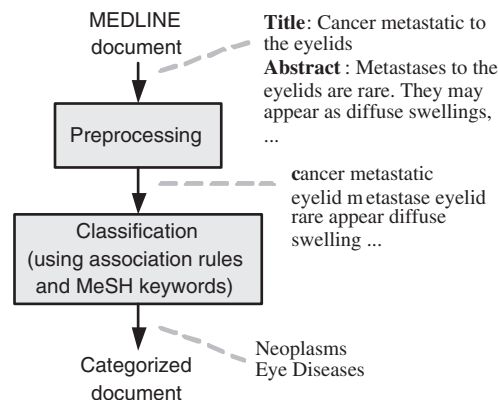 MEDLINE
document
Title: Cancer metastatic to
the eyelids
Abstract : Metastases to the
eyelids are rare. They may
appear as diffuse swellings,
...
Preprocessing
cancer metastatic
eyelid m etastase eyelid
rare appear diffuse
swelling ...
Classification
(using association rules
and MeSH keywords)
Neoplasms
Eye Diseases
Categorized
document